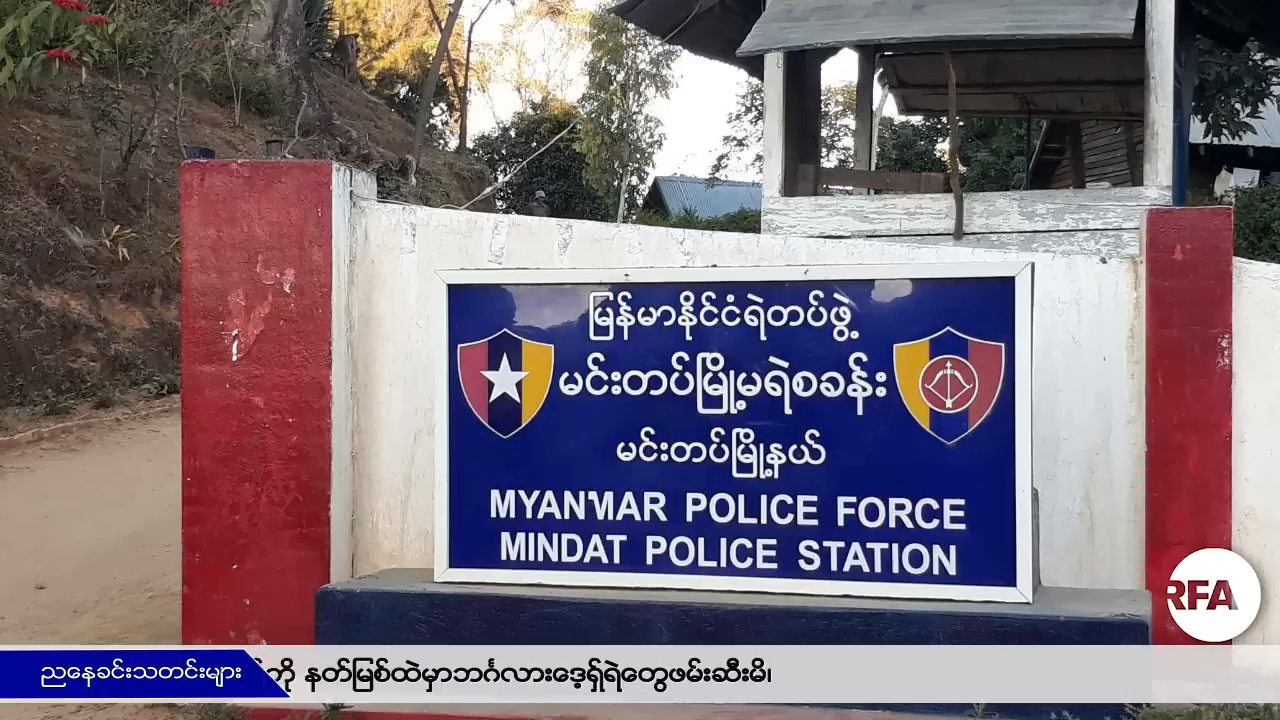 မြန်မာနိုင်ငံရဲတပ်ဖွဲ့
မင်းတပ်မြို့မရဲစခန်း
မင်းတပ်မြို့နယ်
MYANMAR POLICE FORCE
MINDAT POLICE STATION
RFA
ညနေခင်းသတင်းများ
ကို နတ်မြစ်ထဲမှာဘင်္ဂလားဒေ့ရှ်ရဲတွေဖမ်းဆီးမိ၊